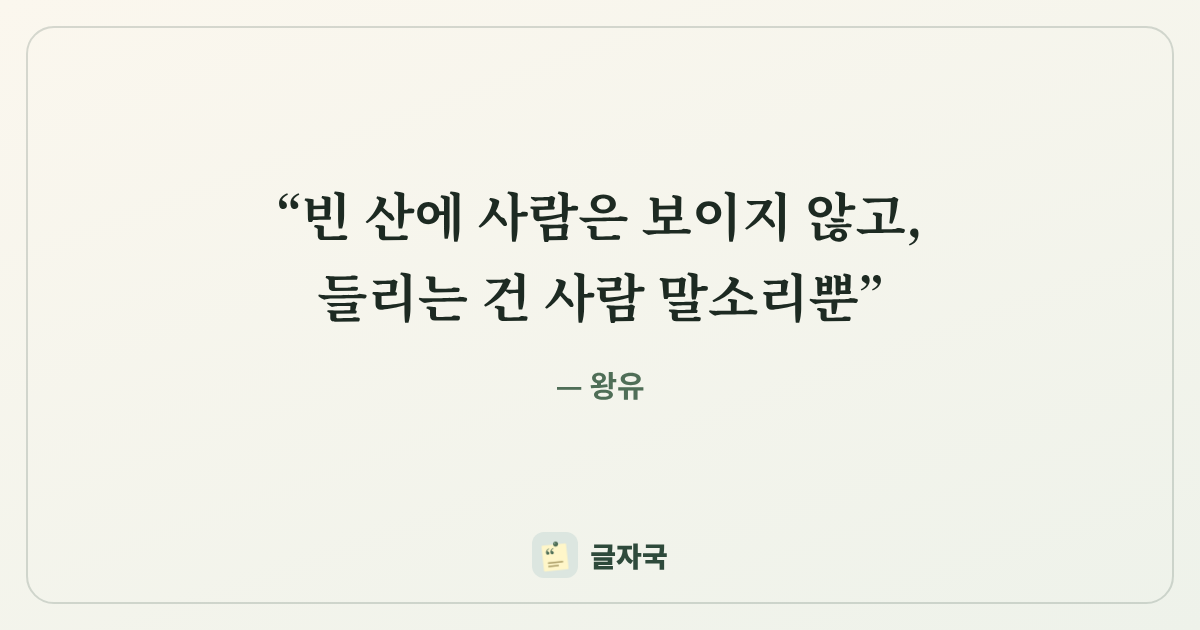 “빈 산에 사람은 보이지 않고,
들리는 건 사람 말소리뿐”
— 왕유
글자국